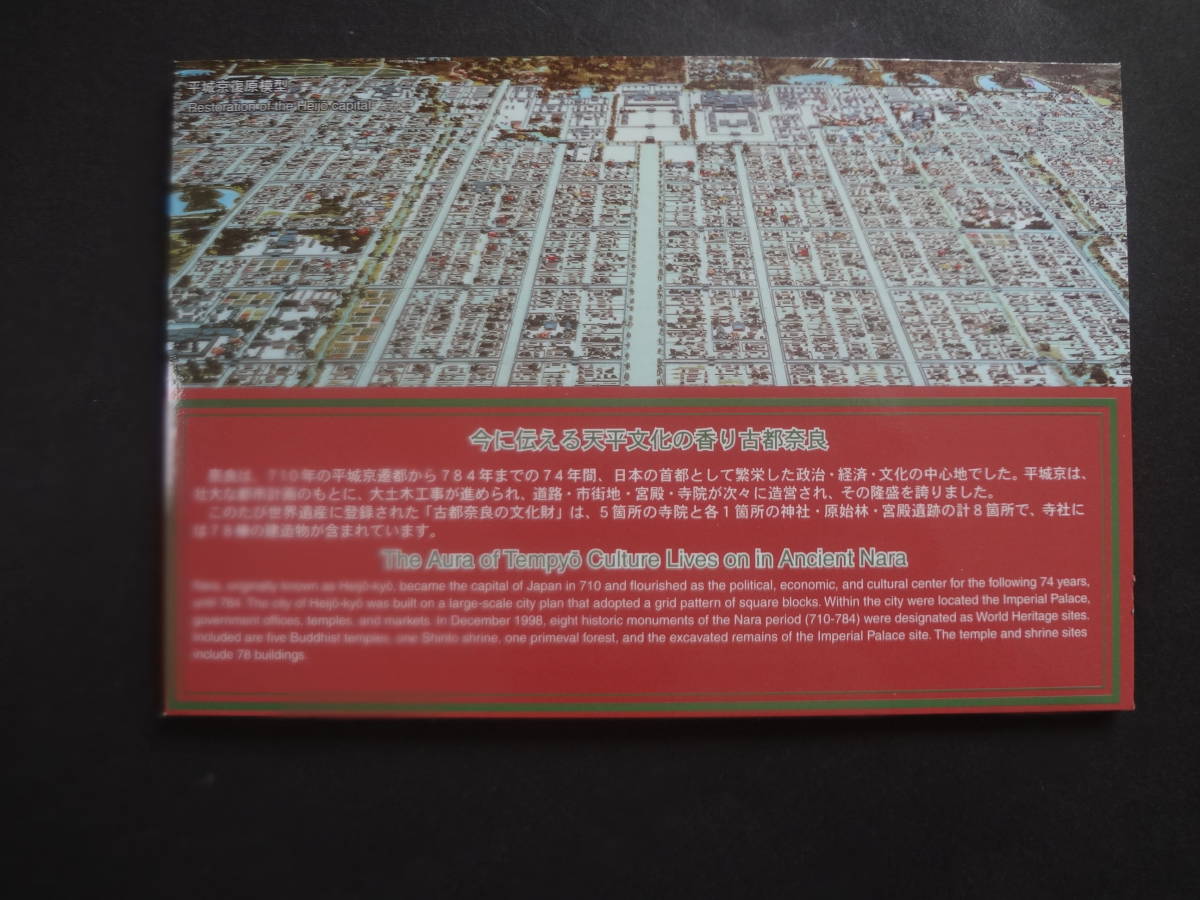 平城京復原模型
Restoration of the Heijō capital
今に伝える天平文化の香り古都奈良
奈良は、710年の平城京遷都から784年までの74年間、日本の首都として繁栄した政治・経済・文化の中心地でした。平城京は、
壮大な都市計画のもとに、大土木工事が進められ、道路・市街地・宮殿・寺院が次々に造営され、その隆盛を誇りました。
このたび世界遺産に登録された「古都奈良の文化財」は、5箇所の寺院と各1箇所の神社・原始林・宮殿遺跡の計8箇所で、寺社に
は78棟の建造物が含まれています。
The Aura of Tempyō Culture Lives on in Ancient Nara
Nara, originally known as Heijō-kyō, became the capital of Japan in 710 and flourished as the political, economic, and cultural center for the following 74 years,
until 784. The city of Heijō-kyō was built on a large-scale city plan that adopted a grid pattern of square blocks. Within the city were located the Imperial Palace,
government offices, temples, and markets. In December 1998, eight historic monuments of the Nara period (710-784) were designated as World Heritage sites.
Included are five Buddhist temples, one Shinto shrine, one primeval forest, and the excavated remains of the Imperial Palace site. The temple and shrine sites
include 78 buildings.